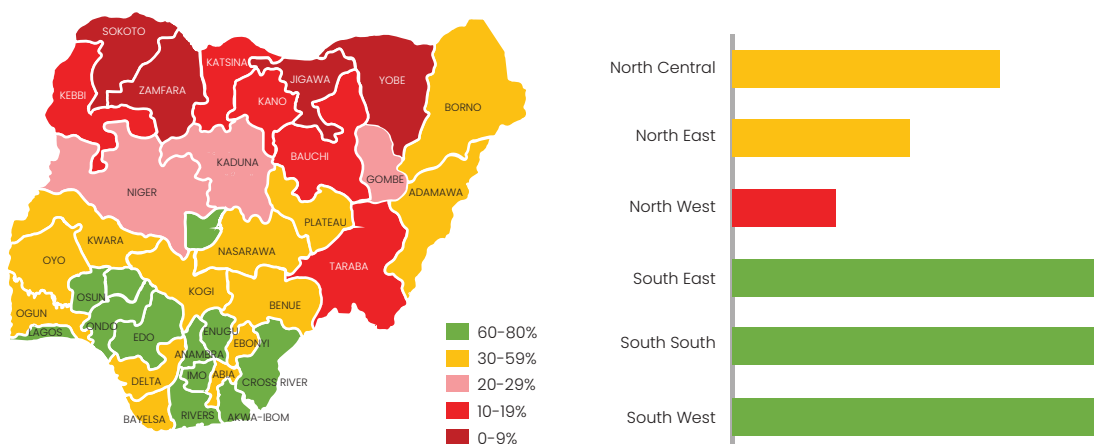 SOKOTO
KATSINA
JIGAWA
YOBE
KEBBI
ZAMFARA
KANO
BORNO
BAUCHI
KADUNA
GOMBE
NIGER
ADAMAWA
PLATEAU
KWARA
NASARAWA
OYO
TARABA
KOGI
OSUN
BENUE
OGUN
LAGOS
ONDO
EDO
ENUGU
EBONYI
ANAMBRA
IMO
ABIA
DELTA
CROSS RIVER
BAYELSA
RIVERS
AKWA-IBOM
60-80%
30-59%
20-29%
10-19%
0-9%
North Central
North East
North West
South East
South South
South West